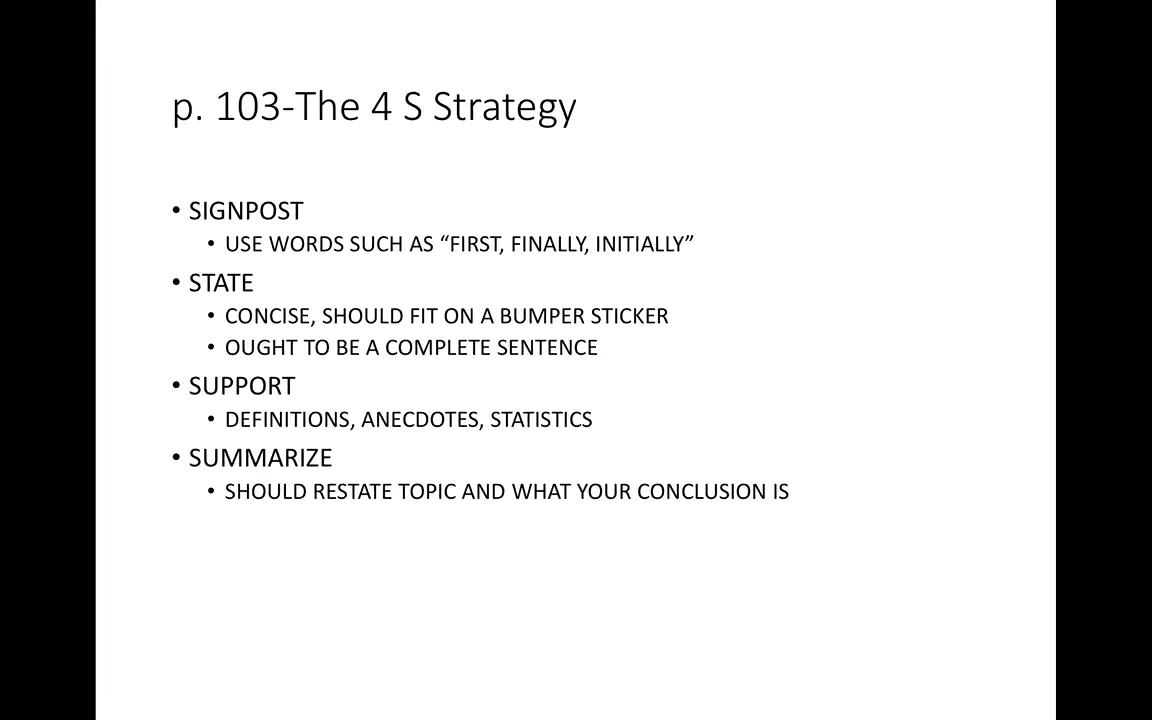 p. 103-The 4 S Strategy
• SIGNPOST
• USE WORDS SUCH AS “FIRST, FINALLY, INITIALLY”
• STATE
• CONCISE, SHOULD FIT ON A BUMPER STICKER
• OUGHT TO BE A COMPLETE SENTENCE
• SUPPORT
• DEFINITIONS, ANECDOTES, STATISTICS
• SUMMARIZE
• SHOULD RESTATE TOPIC AND WHAT YOUR CONCLUSION IS